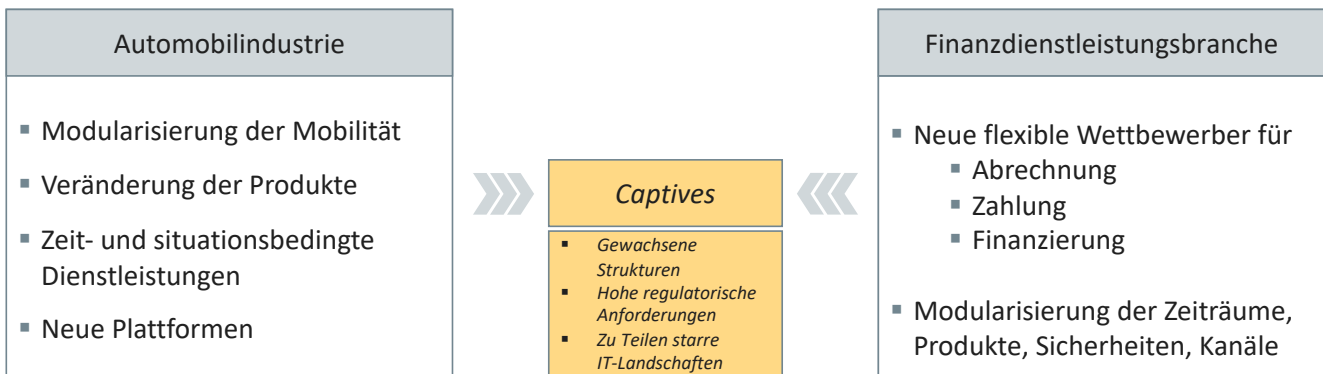 Automobilindustrie
▪ Modularisierung der Mobilität
▪ Veränderung der Produkte
▪ Zeit- und situationsbedingte
Dienstleistungen
▪ Neue Plattformen
Captives
▪ Gewachsene
Strukturen
▪ Hohe regulatorische
Anforderungen
▪ Zu Teilen starre
IT-Landschaften
Finanzdienstleistungsbranche
▪ Neue flexible Wettbewerber für
▪ Abrechnung
▪ Zahlung
▪ Finanzierung
▪ Modularisierung der Zeiträume,
Produkte, Sicherheiten, Kanäle